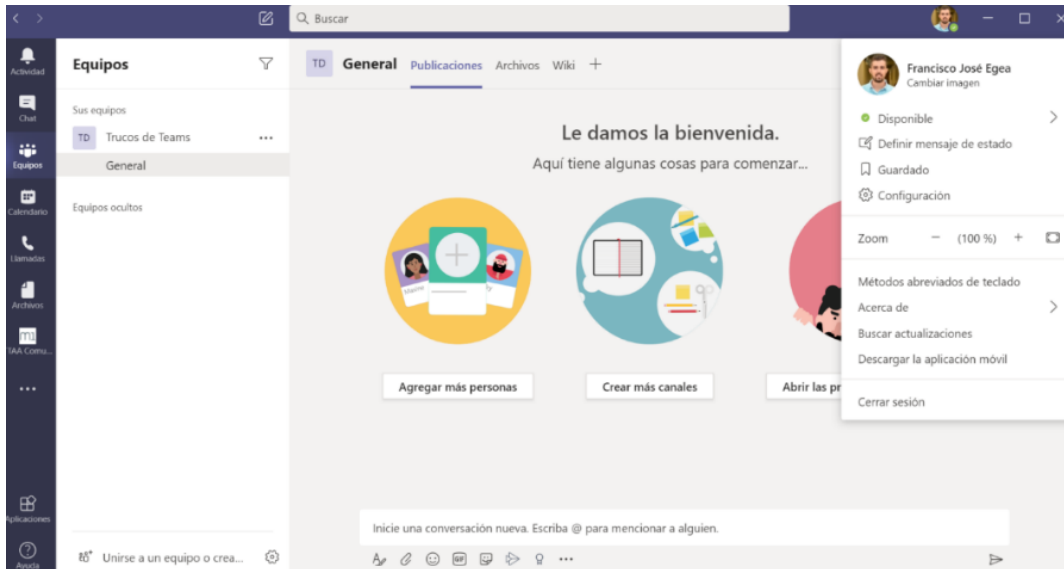 Buscar
Actividad
Chat
Equipos
Calendario
Llamadas
Archivos
TAA Comu...
Aplicaciones
Ayuda
Equipos
Sus equipos
TD Trucos de Teams
General
Equipos ocultos
Unirse a un equipo o crea...
TD General Publicaciones Archivos Wiki
Le damos la bienvenida.
Aquí tiene algunas cosas para comenzar...
Agregar más personas
Crear más canales
Abrir las pr
Inicie una conversación nueva. Escriba @ para mencionar a alguien.
GIF
Francisco José Egea
Cambiar imagen
Disponible
Definir mensaje de estado
Guardado
Configuración
Zoom − (100 %) +
Métodos abreviados de teclado
Acerca de
Buscar actualizaciones
Descargar la aplicación móvil
Cerrar sesión